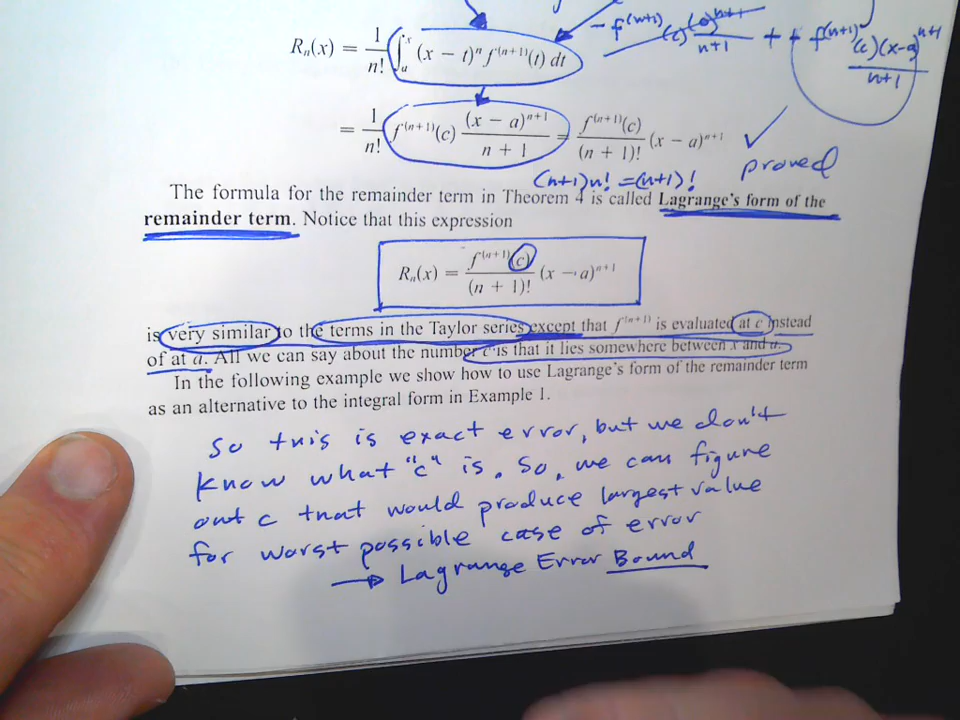 R_n(x) = 1/n! ∫_a^x (x − t)^n f^(n+1)(t) dt
− f^(n+1)(c) (0)^n+1 / n+1 + + f^(n+1)(c)(x−a)^n+1 / n+1
= 1/n! f^(n+1)(c) (x − a)^n+1 / n + 1 = f^(n+1)(c) / (n + 1)! (x − a)^n+1 ✓
proved
(n+1)n! = (n+1)!
The formula for the remainder term in Theorem 4 is called Lagrange's form of the
remainder term. Notice that this expression
R_n(x) = f^(n+1)(c) / (n + 1)! (x − a)^n+1
is very similar to the terms in the Taylor series except that f^(n+1) is evaluated at c instead
of at a. All we can say about the number c is that it lies somewhere between x and a.
In the following example we show how to use Lagrange's form of the remainder term
as an alternative to the integral form in Example 1.
So this is exact error, but we don't
know what "c" is. So, we can figure
out c that would produce largest value
for worst possible case of error
→ Lagrange Error Bound